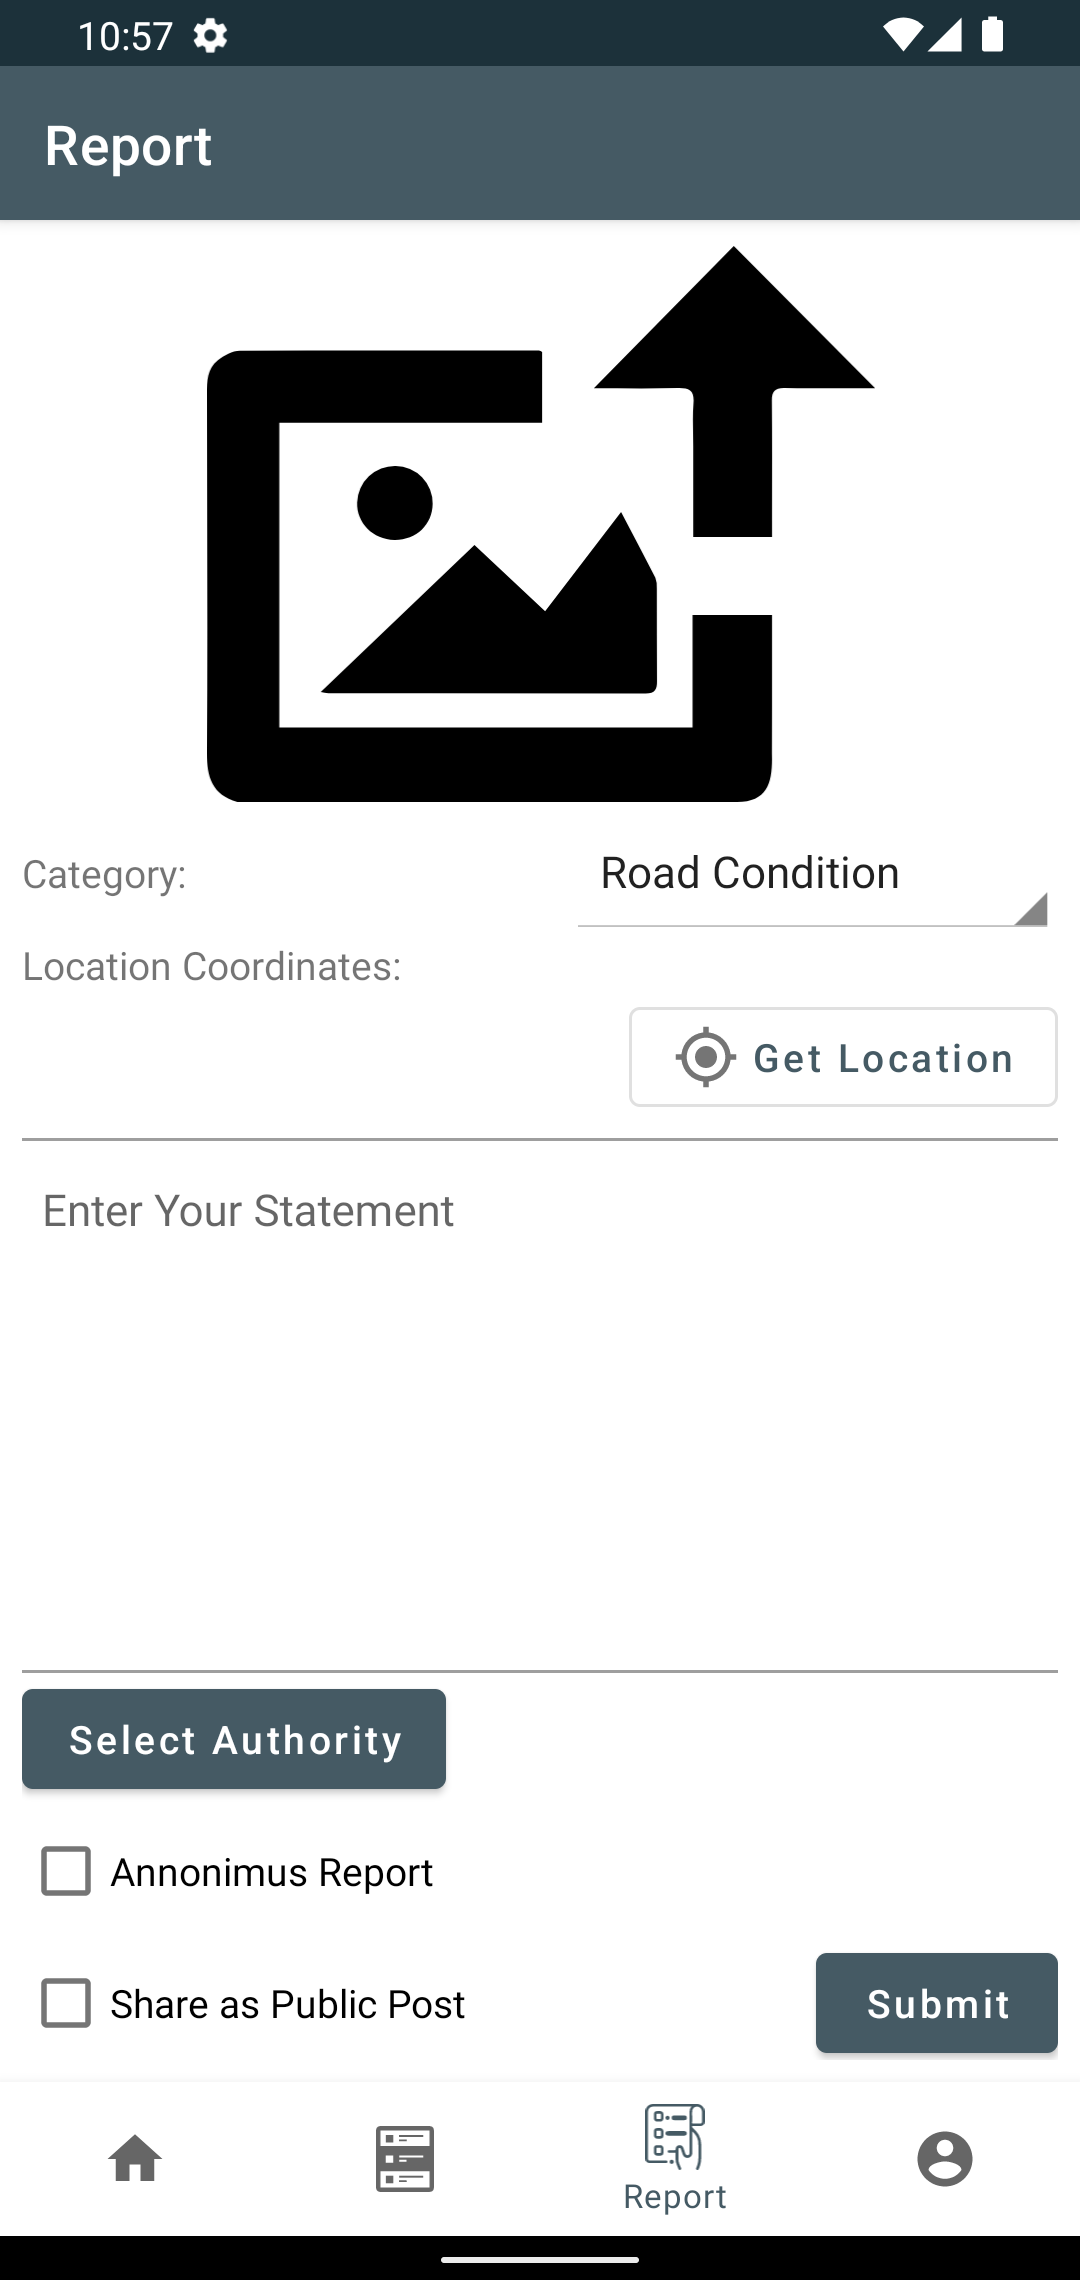 10:57
Report
Category:
Road Condition
Location Coordinates:
Get Location
Enter Your Statement
Select Authority
Annonimus Report
Share as Public Post
Submit
Report